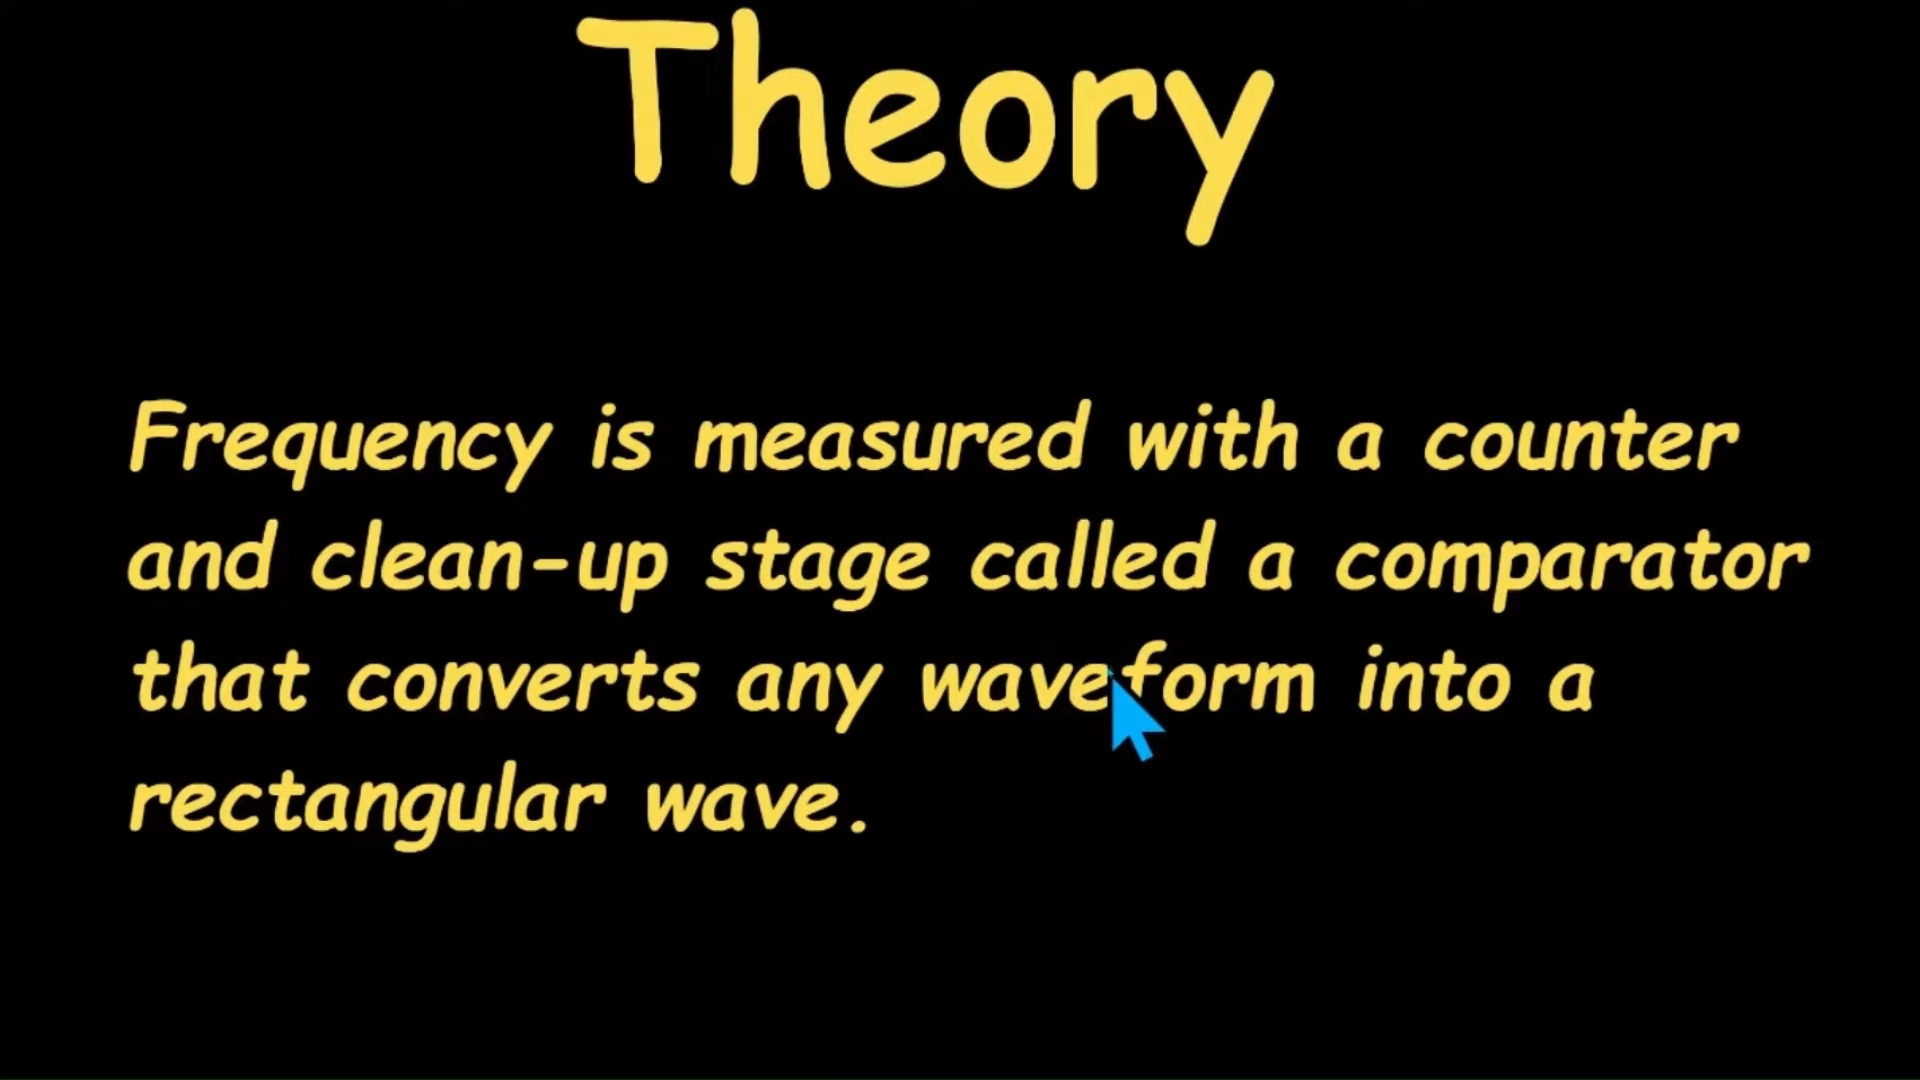 Theory
Frequency is measured with a counter
and clean-up stage called a comparator
that converts any waveform into a
rectangular wave.